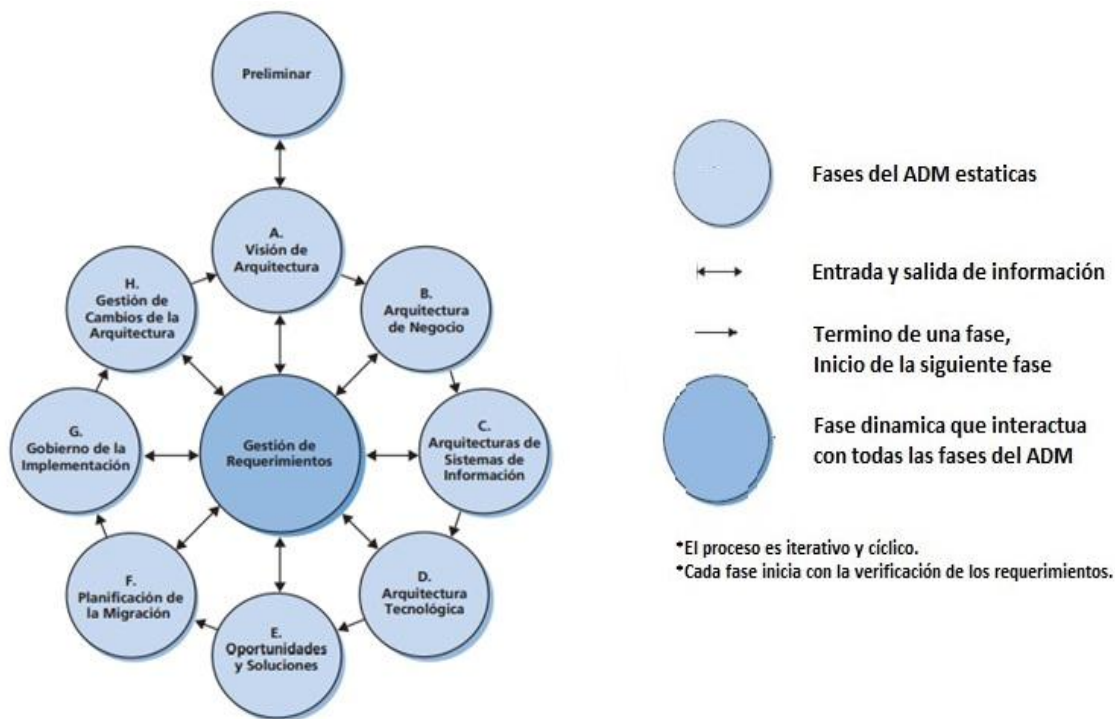 Preliminar
A.
Visión de
Arquitectura
B.
Arquitectura
de Negocio
C.
Arquitecturas de
Sistemas de
Información
D.
Arquitectura
Tecnológica
E.
Oportunidades
y Soluciones
F.
Planificación de
la Migración
G.
Gobierno de la
Implementación
H.
Gestión de
Cambios de la
Arquitectura
Gestión de
Requerimientos
Fases del ADM estaticas
Entrada y salida de información
Termino de una fase,
Inicio de la siguiente fase
Fase dinamica que interactua
con todas las fases del ADM
*El proceso es iterativo y cíclico.
*Cada fase inicia con la verificación de los requerimientos.